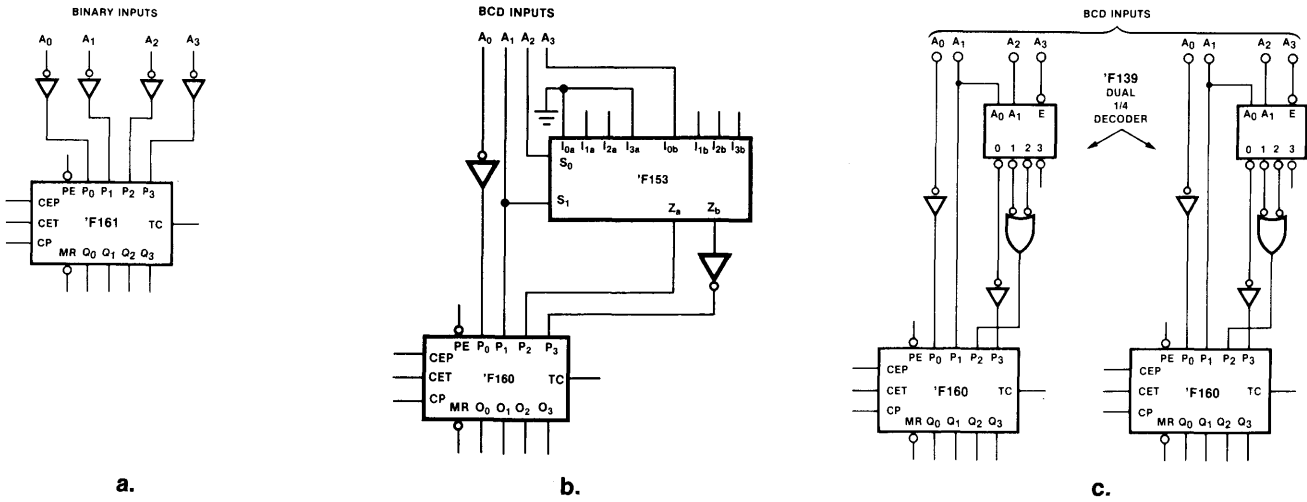 BINARY INPUTS
A0 A1 A2 A3
PE P0 P1 P2 P3
CEP
CET 'F161 TC
CP
MR Q0 Q1 Q2 Q3
a.
BCD INPUTS
A0 A1 A2 A3
I0a I1a I2a I3a I0b I1b I2b I3b
S0
'F153
S1
Za Zb
PE P0 P1 P2 P3
CEP
CET 'F160 TC
CP
MR O0 O1 O2 O3
b.
BCD INPUTS
A0 A1 A2 A3
A0 A1 E
0 1 2 3
'F139
DUAL
1/4
DECODER
A0 A1 A2 A3
A0 A1 E
0 1 2 3
PE P0 P1 P2 P3
CEP
CET 'F160 TC
CP
MR Q0 Q1 Q2 Q3
PE P0 P1 P2 P3
CEP
CET 'F160 TC
CP
MR Q0 Q1 Q2 Q3
c.